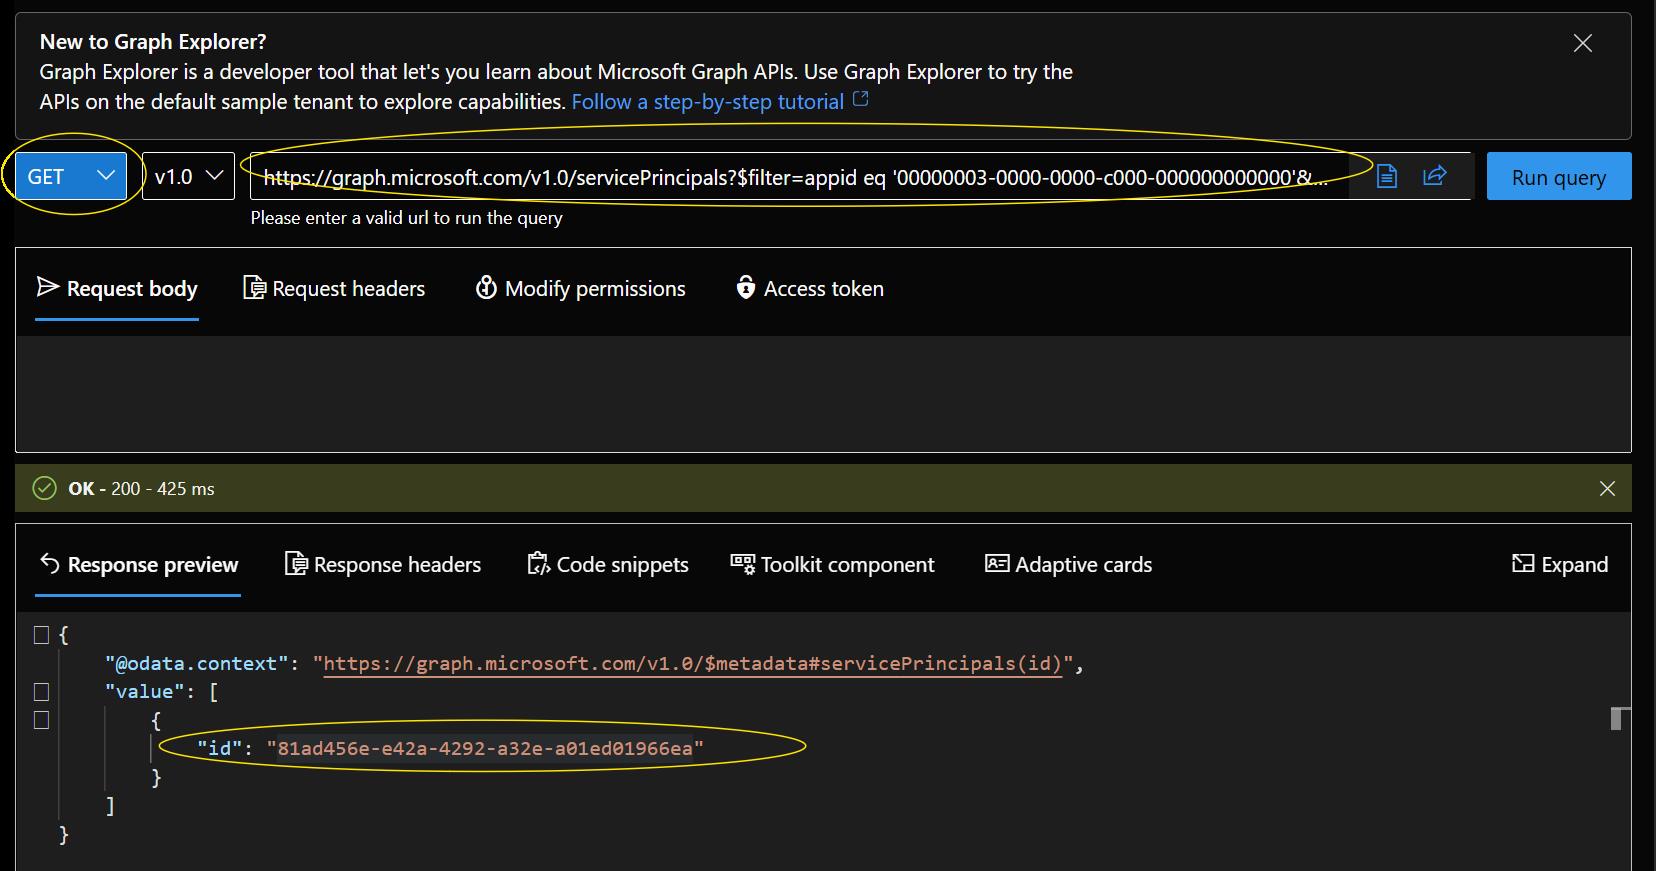 New to Graph Explorer?
Graph Explorer is a developer tool that let's you learn about Microsoft Graph APIs. Use Graph Explorer to try the
APIs on the default sample tenant to explore capabilities. Follow a step-by-step tutorial
GET v1.0 https://graph.microsoft.com/v1.0/servicePrincipals?$filter=appid eq '00000003-0000-0000-c000-000000000000'&... Run query
Please enter a valid url to run the query
Request body Request headers Modify permissions Access token
OK - 200 - 425 ms
Response preview Response headers Code snippets Toolkit component Adaptive cards Expand
{
"@odata.context": "https://graph.microsoft.com/v1.0/$metadata#servicePrincipals(id)",
"value": [
{
"id": "81ad456e-e42a-4292-a32e-a01ed01966ea"
}
]
}